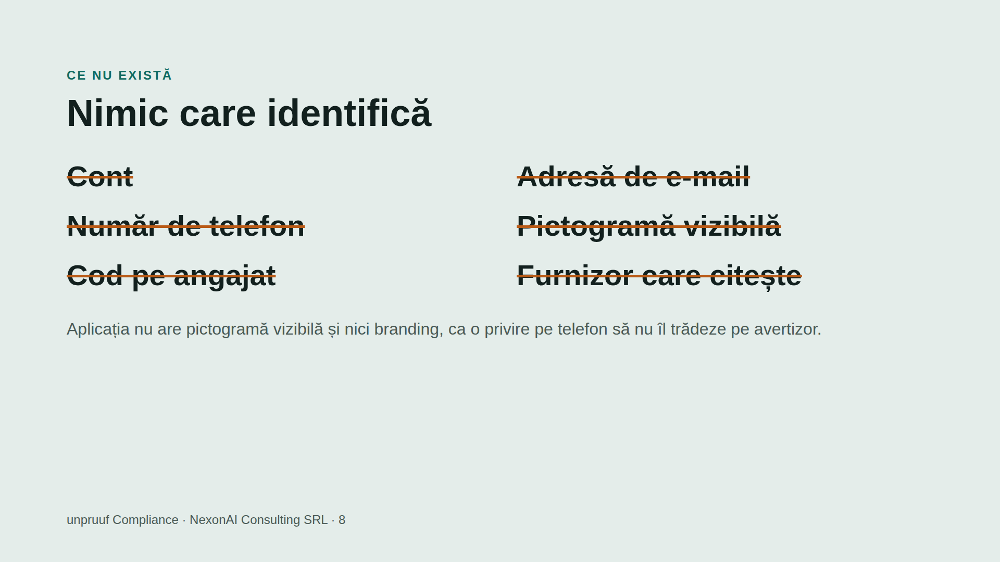 CE NU EXISTĂ
Nimic care identifică
Cont
Adresă de e-mail
Număr de telefon
Pictogramă vizibilă
Cod pe angajat
Furnizor care citește
Aplicația nu are pictogramă vizibilă și nici branding, ca o privire pe telefon să nu îl trădeze pe avertizor.
unpruuf Compliance · NexonAI Consulting SRL · 8